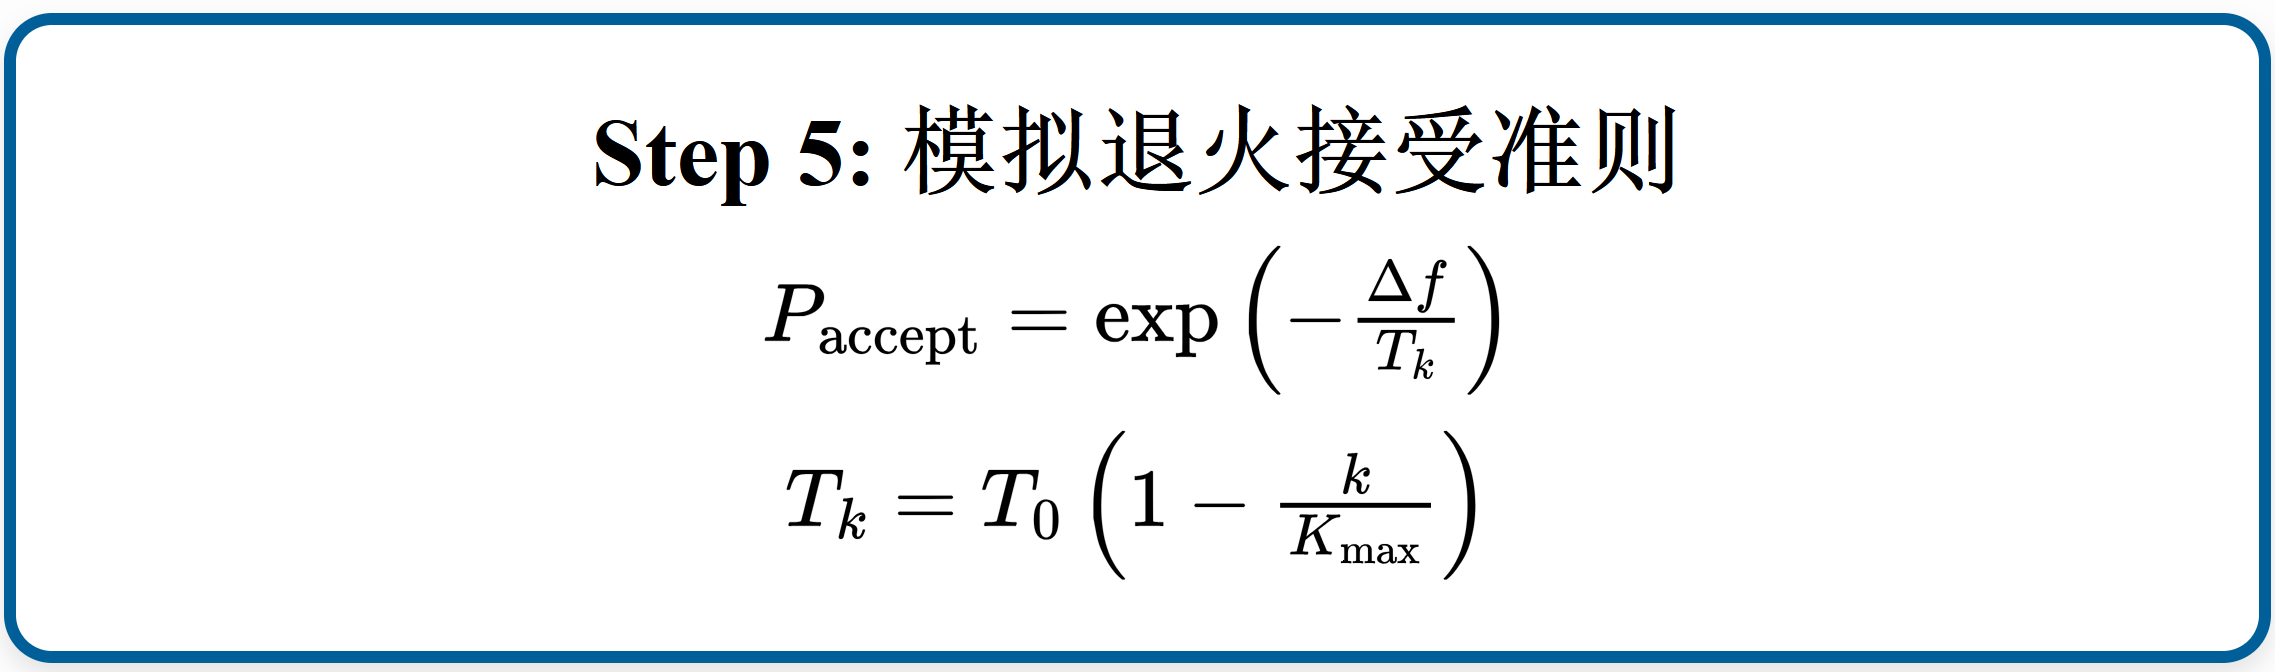 Step 5: 模拟退火接受准则
P_accept = exp(−Δf/T_k)
T_k = T_0(1 − k/K_max)